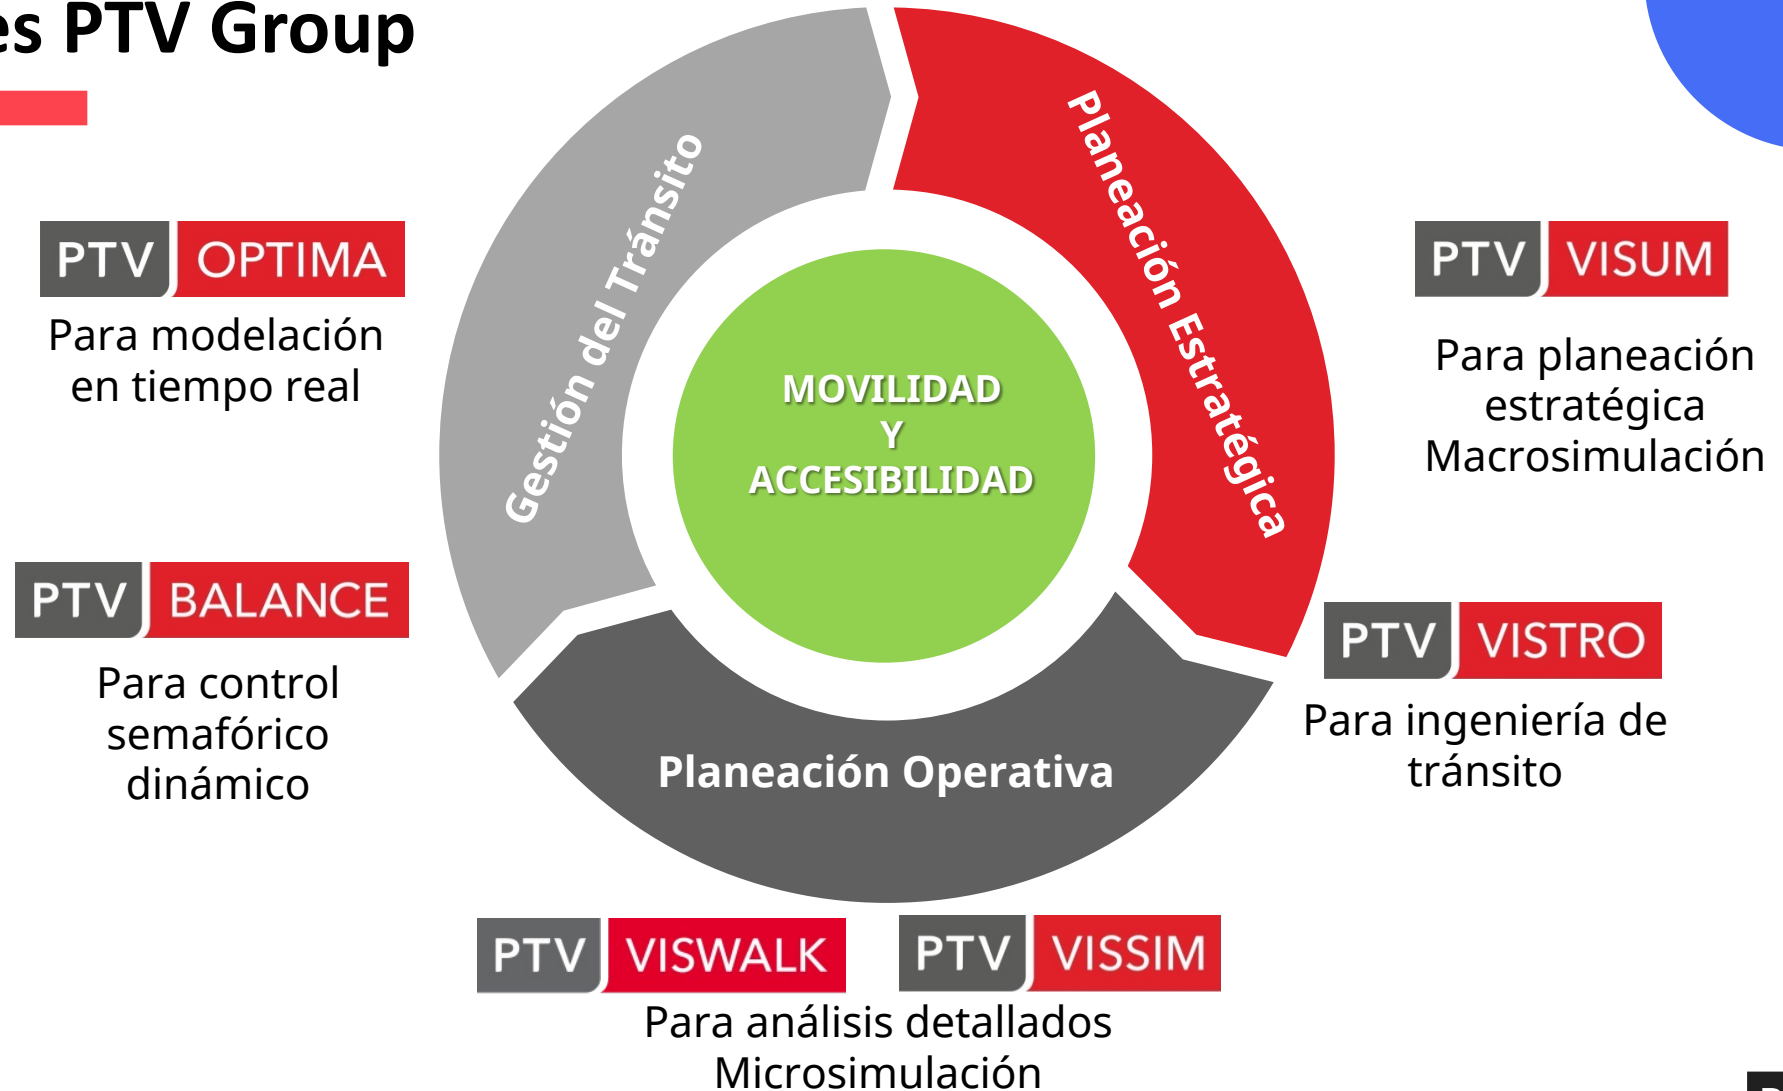 es PTV Group
Gestión del Tránsito
Planeación Estratégica
PTV OPTIMA
Para modelación
en tiempo real
PTV VISUM
Para planeación
estratégica
Macrosimulación
MOVILIDAD
Y
ACCESIBILIDAD
PTV BALANCE
Para control
semafórico
dinámico
PTV VISTRO
Para ingeniería de
tránsito
Planeación Operativa
PTV VISWALK
PTV VISSIM
Para análisis detallados
Microsimulación